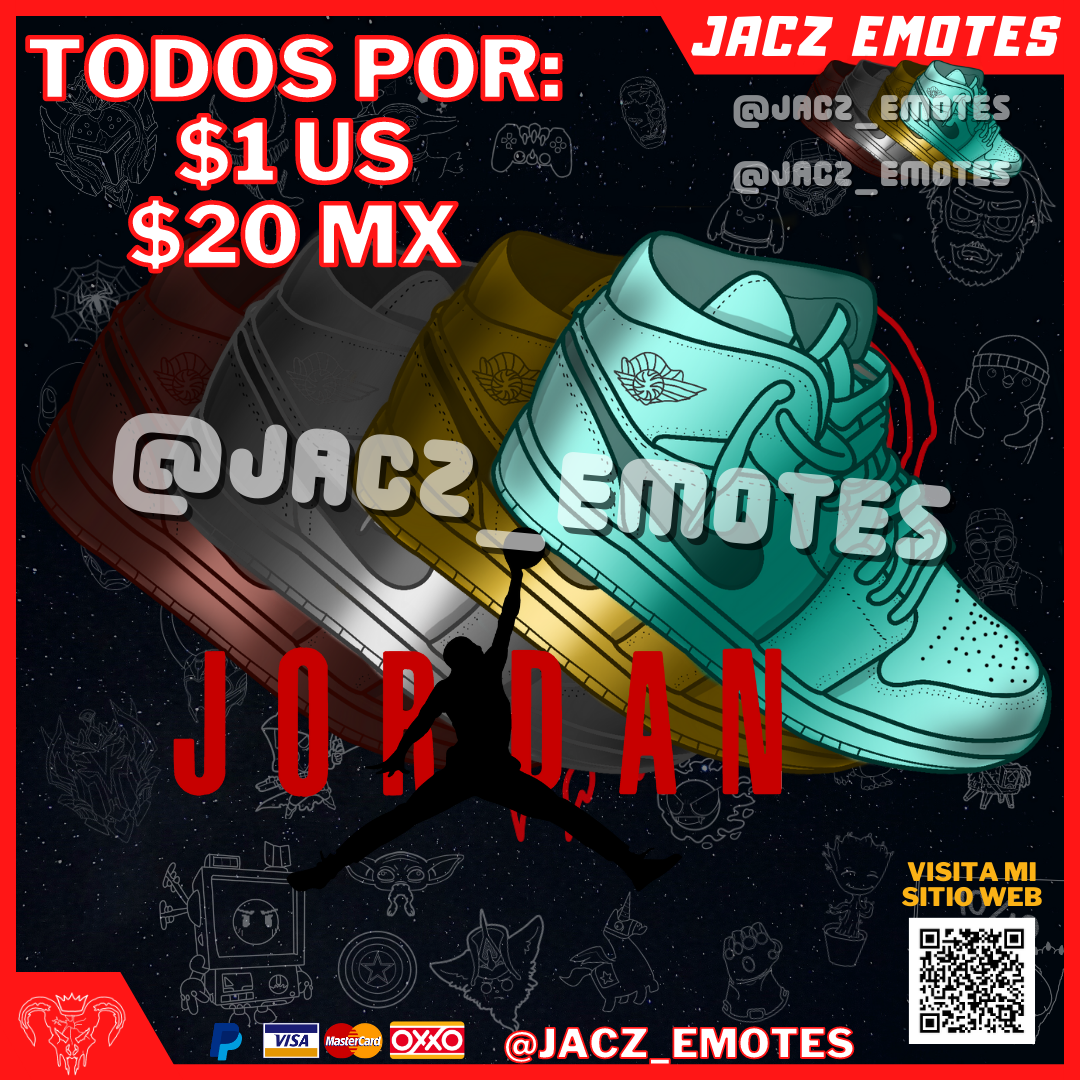 JACZ EMOTES
TODOS POR:
$1 US
$20 MX
@JACZ_EMOTES
@JACZ_EMOTES
@JACZ_EMOTES
JORDAN
VISITA MI
SITIO WEB
VISA
MasterCard
OXXO
@JACZ_EMOTES